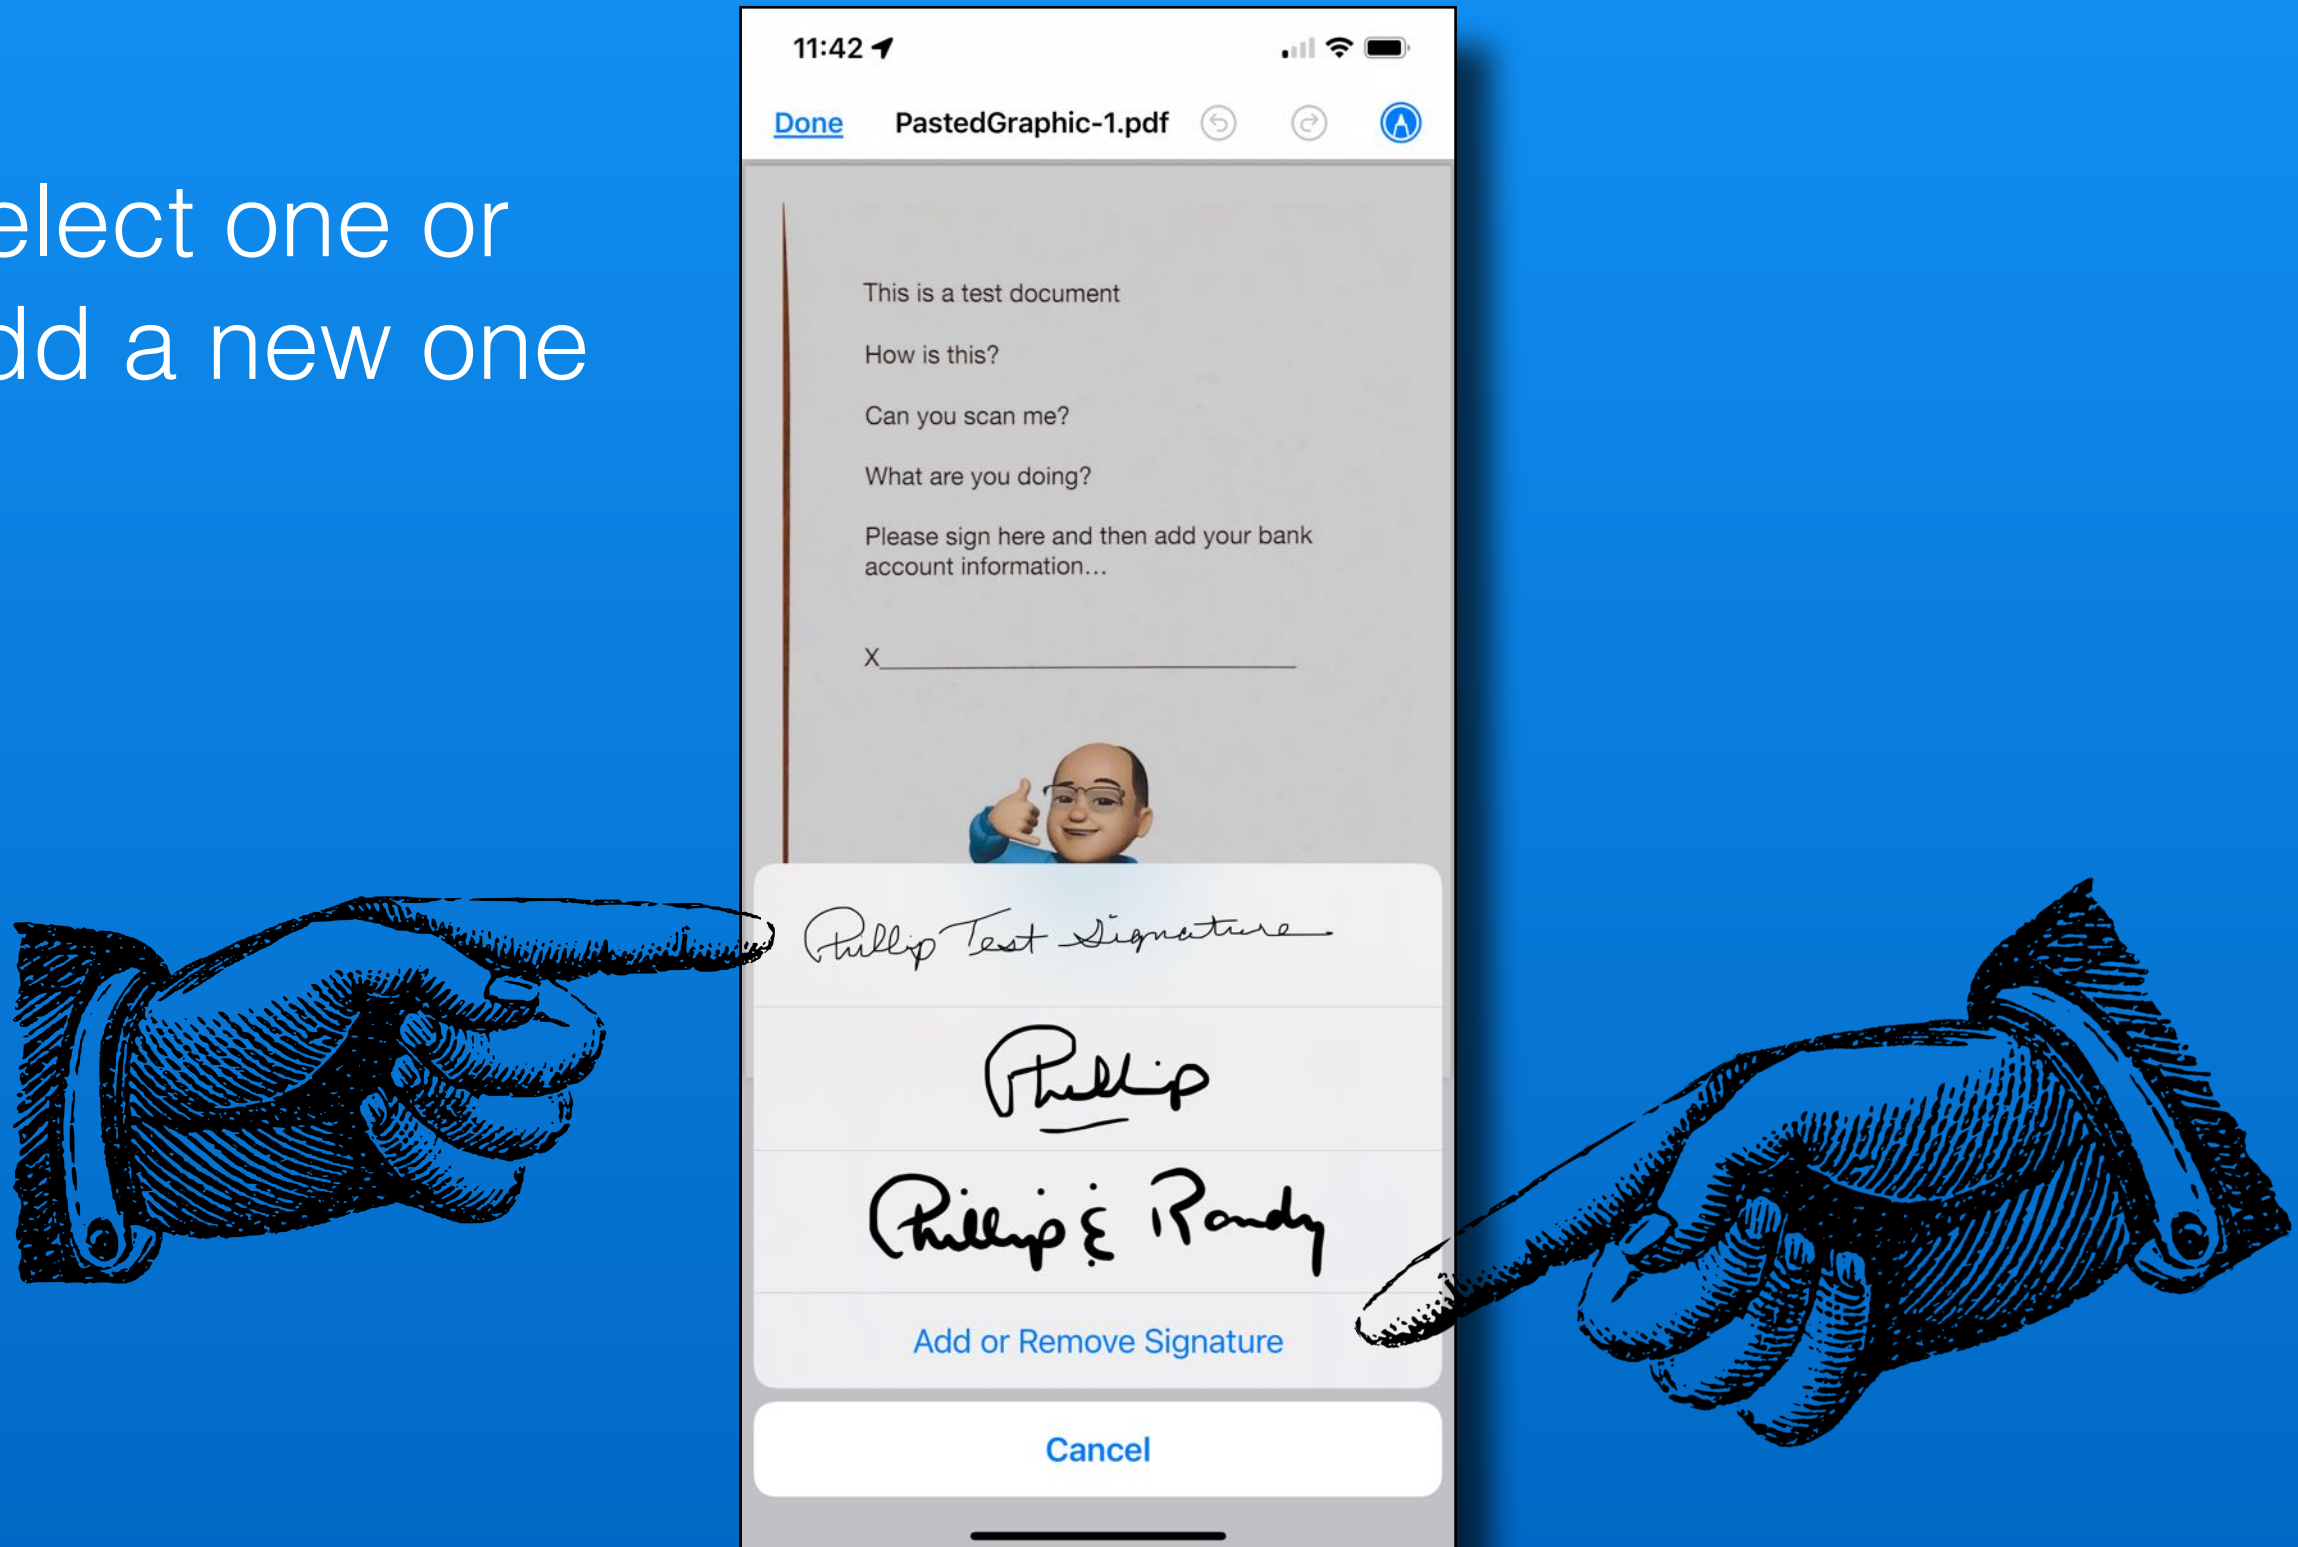 elect one or
dd a new one
11:42
Done PastedGraphic-1.pdf
This is a test document
How is this?
Can you scan me?
What are you doing?
Please sign here and then add your bank
account information...
X
Phillip Test Signature
Phillip
Phillip & Randy
Add or Remove Signature
Cancel